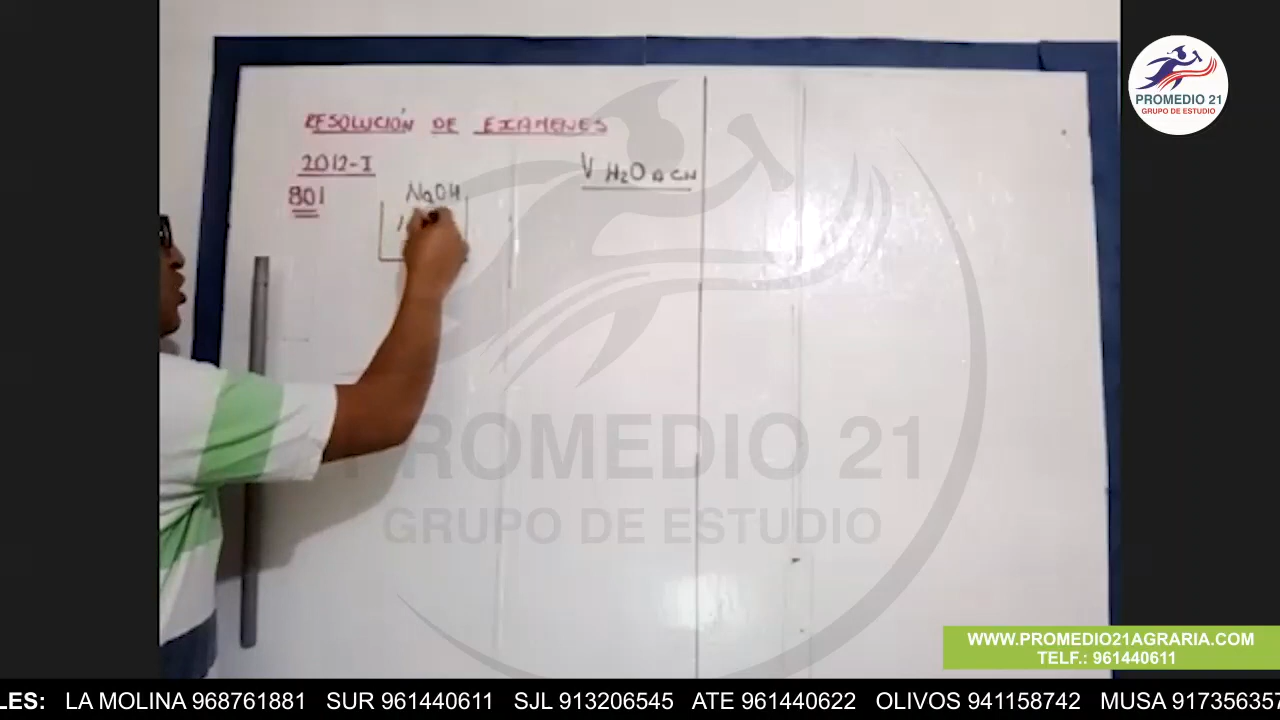 RESOLUCIÓN DE EXAMENES
2012-I
801
NaOH
V H₂O A CN
PROMEDIO 21
GRUPO DE ESTUDIO
PROMEDIO 21
GRUPO DE ESTUDIO
WWW.PROMEDIO21AGRARIA.COM
TELF.: 961440611
LES: LA MOLINA 968761881 SUR 961440611 SJL 913206545 ATE 961440622 OLIVOS 941158742 MUSA 917356357